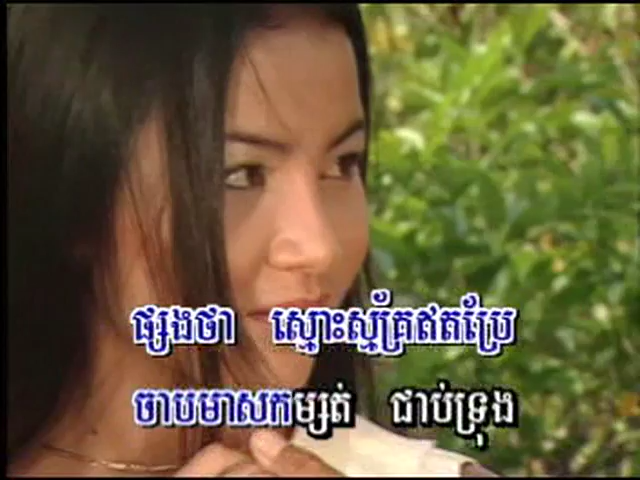 ផ្សងថា ស្មោះស្ម័គ្រឥតប្រែ
ចាបមាសកម្សត់ ជាប់ទ្រុង